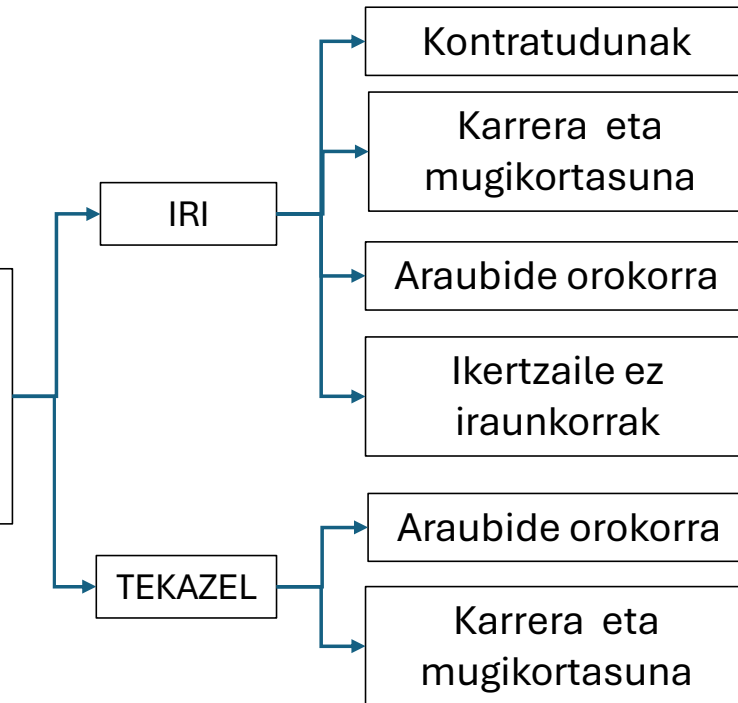 Kontratudunak
Karrera eta
mugikortasuna
IRI
Araubide orokorra
Ikertzaile ez
iraunkorrak
Araubide orokorra
TEKAZEL
Karrera eta
mugikortasuna